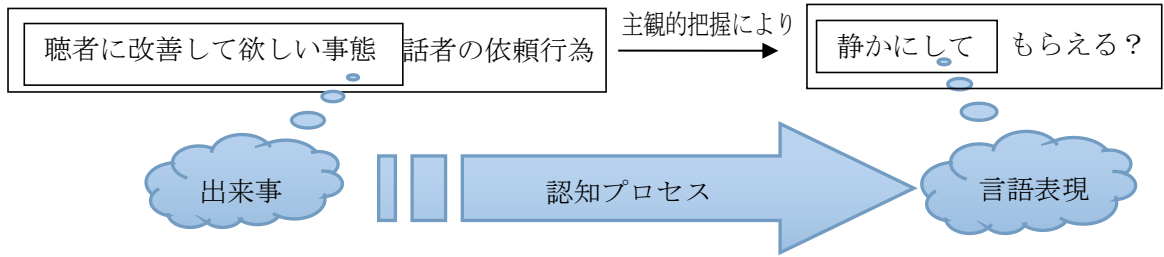 聴者に改善して欲しい事態 話者の依頼行為
主観的把握により
静かにして もらえる？
出来事
認知プロセス
言語表現